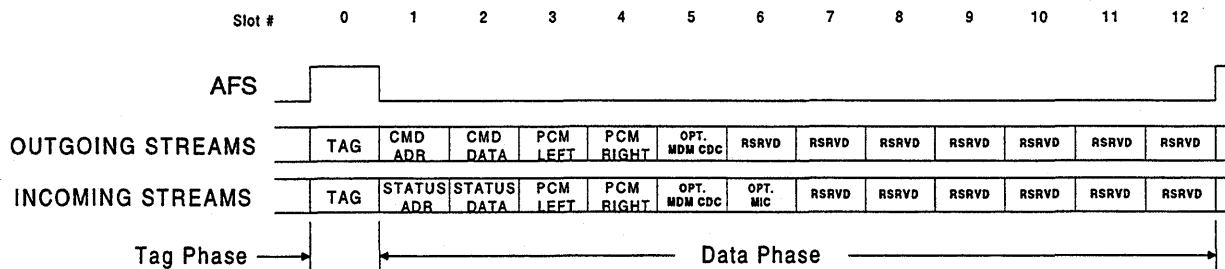 Slot # 0 1 2 3 4 5 6 7 8 9 10 11 12
AFS
OUTGOING STREAMS TAG CMD ADR CMD DATA PCM LEFT PCM RIGHT OPT. MDM CDC RSRVD RSRVD RSRVD RSRVD RSRVD RSRVD RSRVD
INCOMING STREAMS TAG STATUS ADR STATUS DATA PCM LEFT PCM RIGHT OPT. MDM CDC OPT. MIC RSRVD RSRVD RSRVD RSRVD RSRVD RSRVD
Tag Phase Data Phase